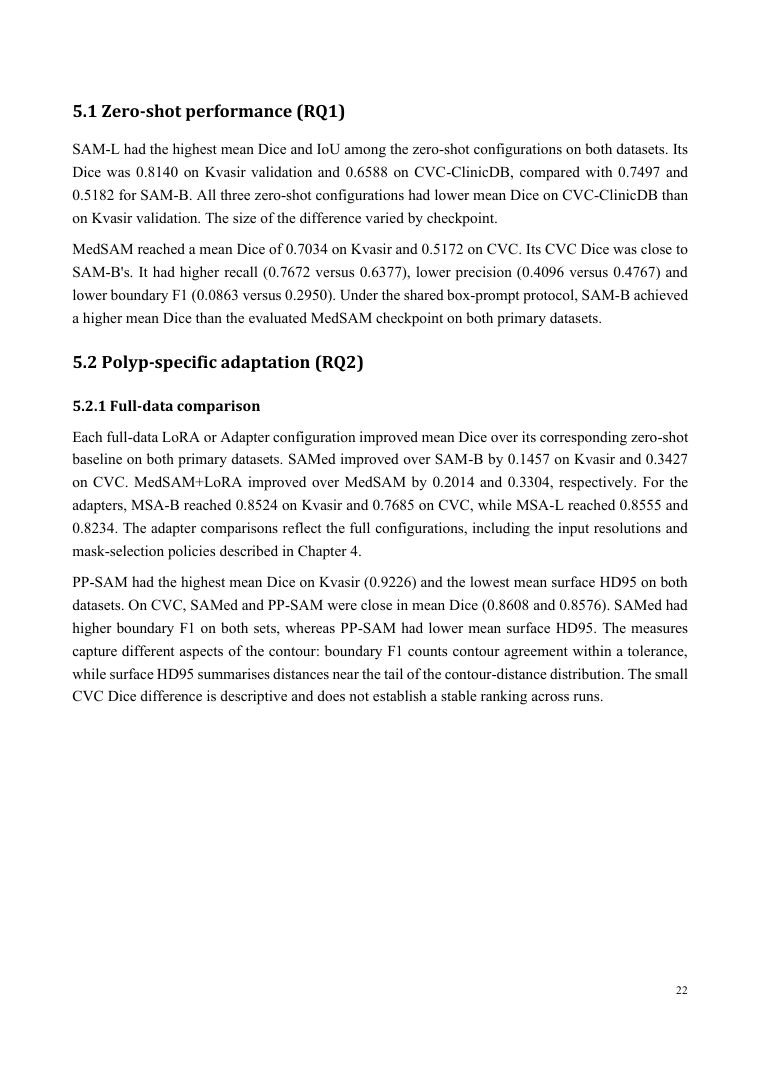 5.1 Zero-shot performance (RQ1)
SAM-L had the highest mean Dice and IoU among the zero-shot configurations on both datasets. Its
Dice was 0.8140 on Kvasir validation and 0.6588 on CVC-ClinicDB, compared with 0.7497 and
0.5182 for SAM-B. All three zero-shot configurations had lower mean Dice on CVC-ClinicDB than
on Kvasir validation. The size of the difference varied by checkpoint.
MedSAM reached a mean Dice of 0.7034 on Kvasir and 0.5172 on CVC. Its CVC Dice was close to
SAM-B's. It had higher recall (0.7672 versus 0.6377), lower precision (0.4096 versus 0.4767) and
lower boundary F1 (0.0863 versus 0.2950). Under the shared box-prompt protocol, SAM-B achieved
a higher mean Dice than the evaluated MedSAM checkpoint on both primary datasets.
5.2 Polyp-specific adaptation (RQ2)
5.2.1 Full-data comparison
Each full-data LoRA or Adapter configuration improved mean Dice over its corresponding zero-shot
baseline on both primary datasets. SAMed improved over SAM-B by 0.1457 on Kvasir and 0.3427
on CVC. MedSAM+LoRA improved over MedSAM by 0.2014 and 0.3304, respectively. For the
adapters, MSA-B reached 0.8524 on Kvasir and 0.7685 on CVC, while MSA-L reached 0.8555 and
0.8234. The adapter comparisons reflect the full configurations, including the input resolutions and
mask-selection policies described in Chapter 4.
PP-SAM had the highest mean Dice on Kvasir (0.9226) and the lowest mean surface HD95 on both
datasets. On CVC, SAMed and PP-SAM were close in mean Dice (0.8608 and 0.8576). SAMed had
higher boundary F1 on both sets, whereas PP-SAM had lower mean surface HD95. The measures
capture different aspects of the contour: boundary F1 counts contour agreement within a tolerance,
while surface HD95 summarises distances near the tail of the contour-distance distribution. The small
CVC Dice difference is descriptive and does not establish a stable ranking across runs.
22